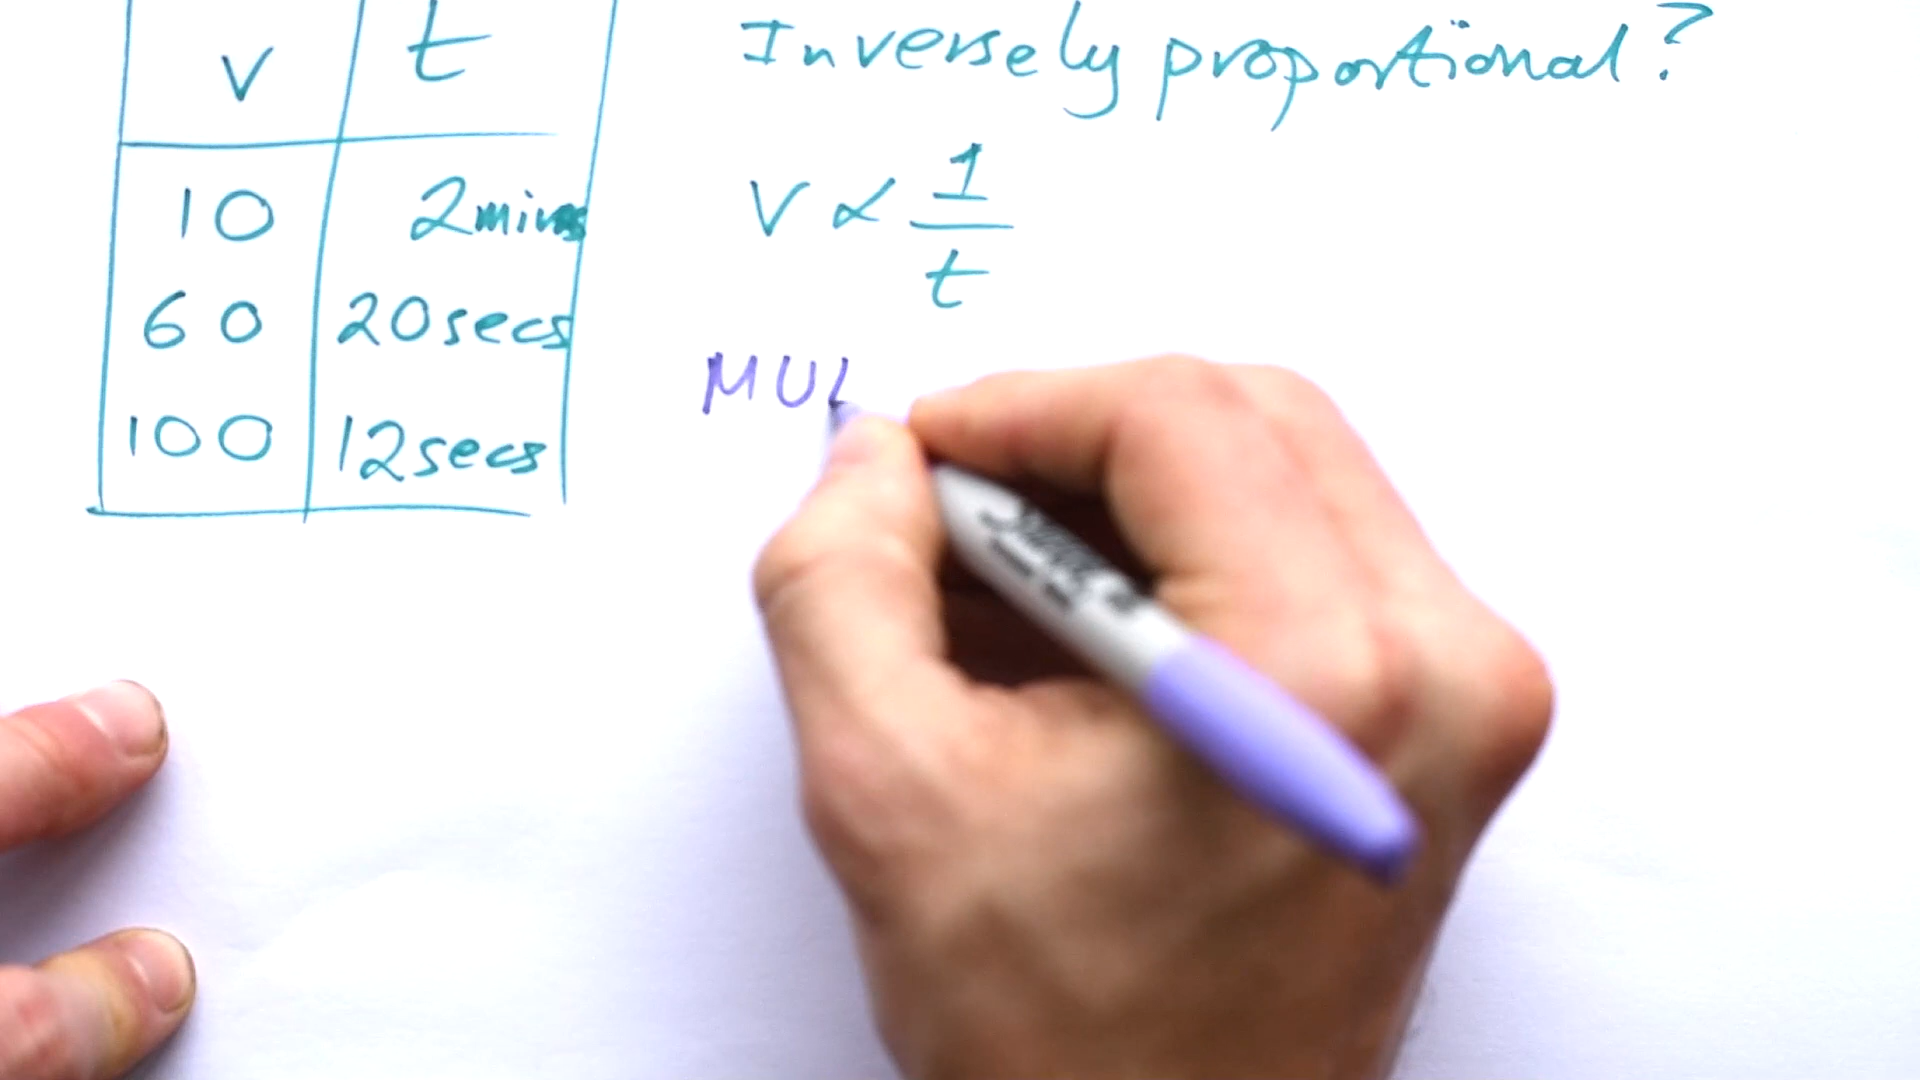 v t
10 2mins
60 20secs
100 12secs
Inversely proportional?
V ∝ 1/t
MUL